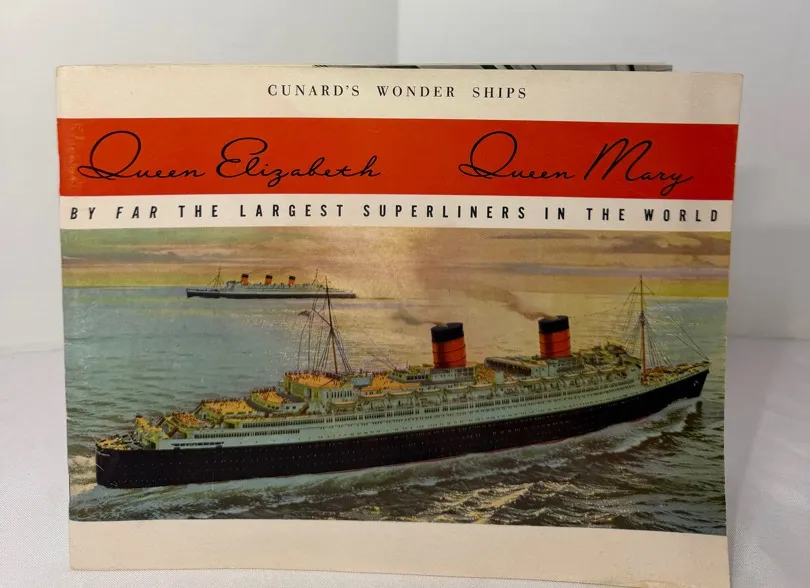 CUNARD'S WONDER SHIPS
Queen Elizabeth Queen Mary
BY FAR THE LARGEST SUPERLINERS IN THE WORLD